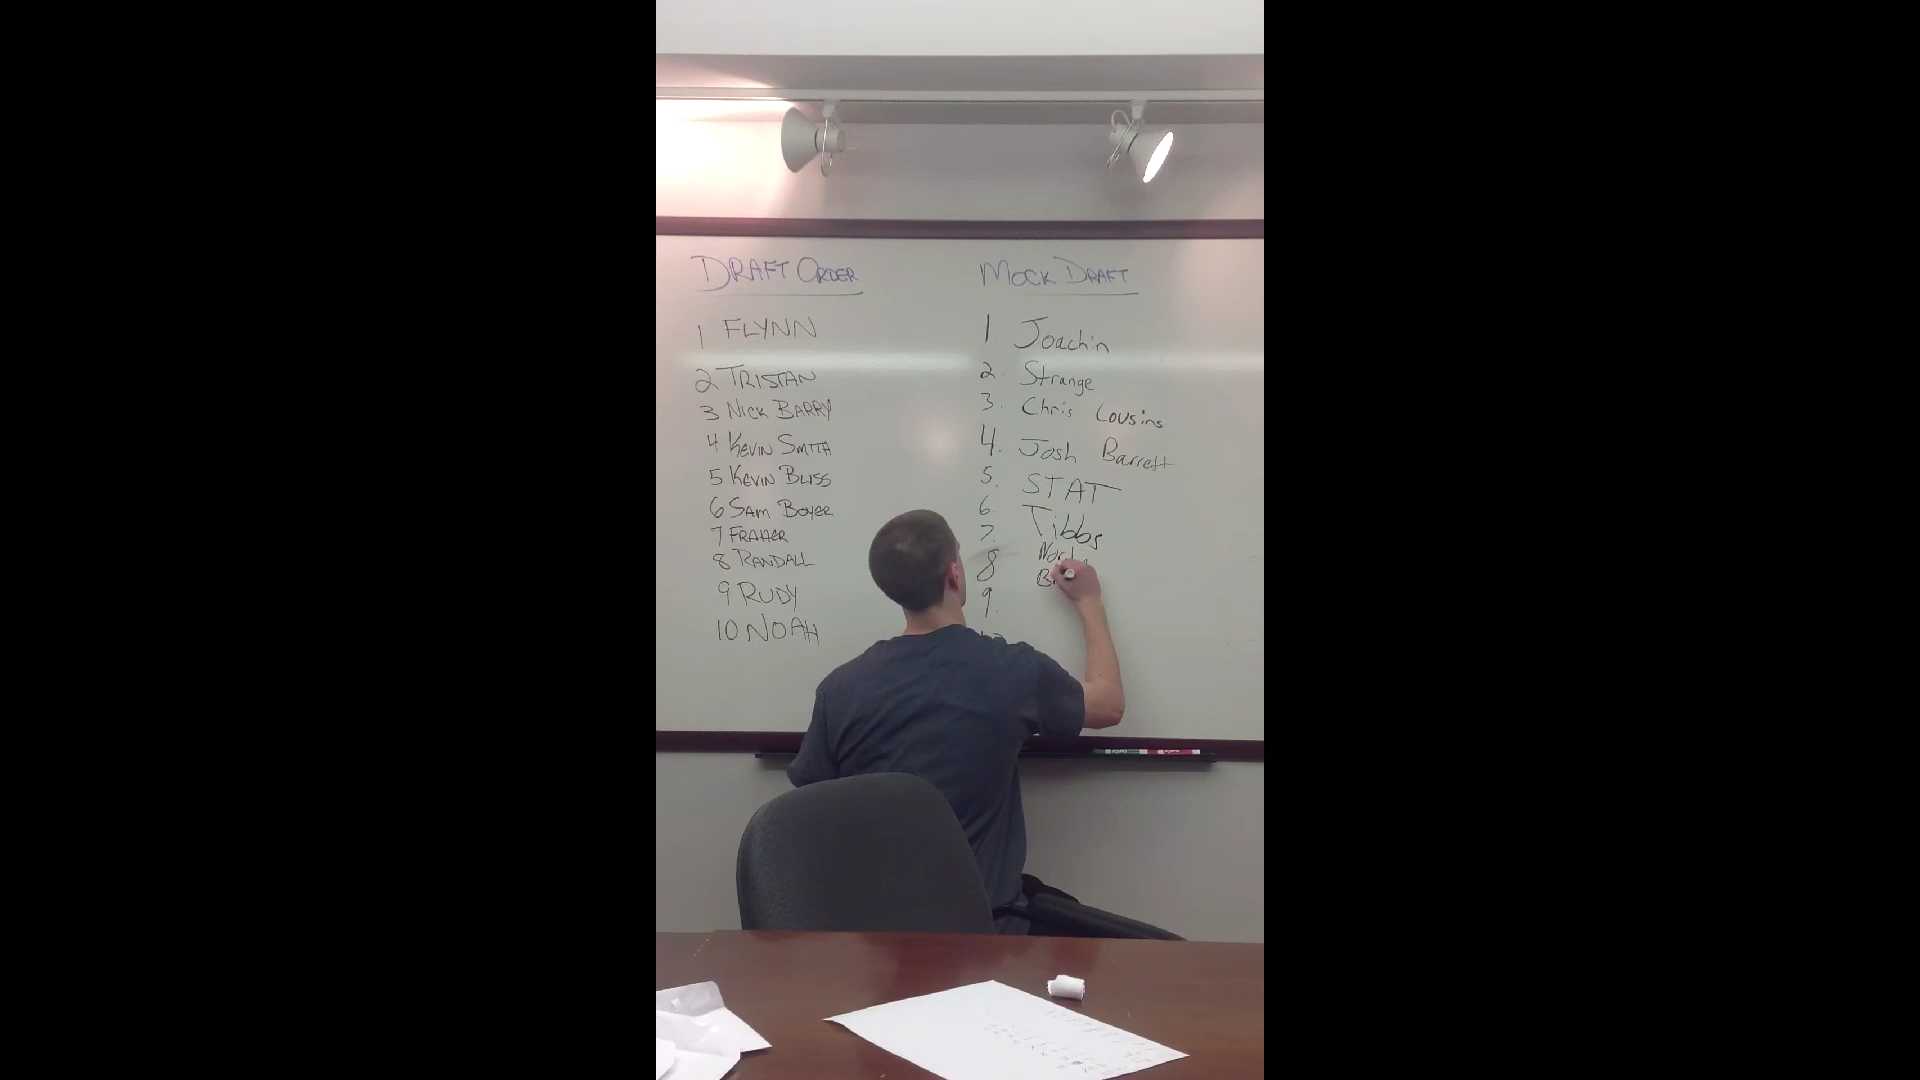 DRAFT ORDER
1 FLYNN
2 TRISTAN
3 NICK BARRY
4 KEVIN SMITH
5 KEVIN BLISS
6 SAM BOYER
7 FRAHER
8 RANDALL
9 RUDY
10 NOAH
MOCK DRAFT
1. Joachin
2. Strange
3. Chris Cousins
4. Josh Barrett
5. STAT
6. Tibbs
7.
8
9.